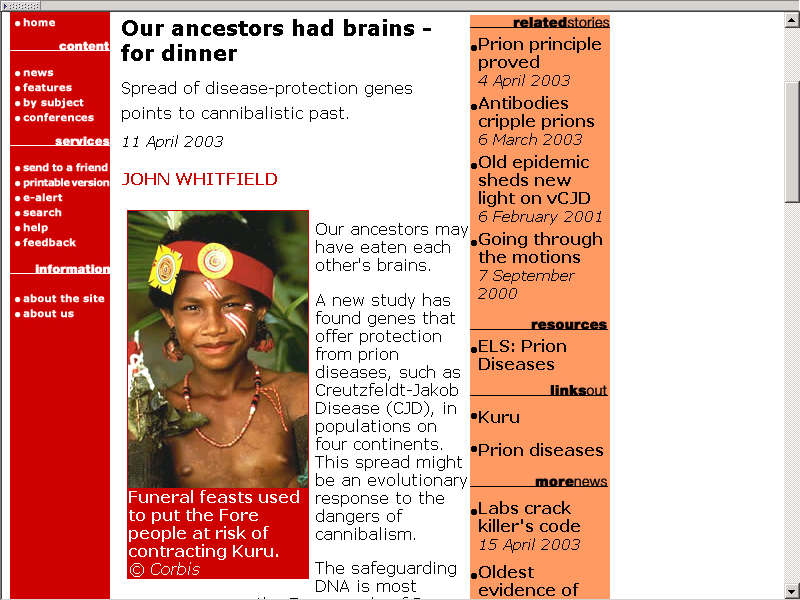 home
content
news
features
by subject
conferences
services
send to a friend
printable version
e-alert
search
help
feedback
information
about the site
about us
Our ancestors had brains -
for dinner
Spread of disease-protection genes
points to cannibalistic past.
11 April 2003
JOHN WHITFIELD
Funeral feasts used
to put the Fore
people at risk of
contracting Kuru.
© Corbis
Our ancestors may
have eaten each
other's brains.
A new study has
found genes that
offer protection
from prion
diseases, such as
Creutzfeldt-Jakob
Disease (CJD), in
populations on
four continents.
This spread might
be an evolutionary
response to the
dangers of
cannibalism.
The safeguarding
DNA is most
relatedstories
Prion principle
proved
4 April 2003
Antibodies
cripple prions
6 March 2003
Old epidemic
sheds new
light on vCJD
6 February 2001
Going through
the motions
7 September
2000
resources
ELS: Prion
Diseases
linksout
Kuru
Prion diseases
morenews
Labs crack
killer's code
15 April 2003
Oldest
evidence of